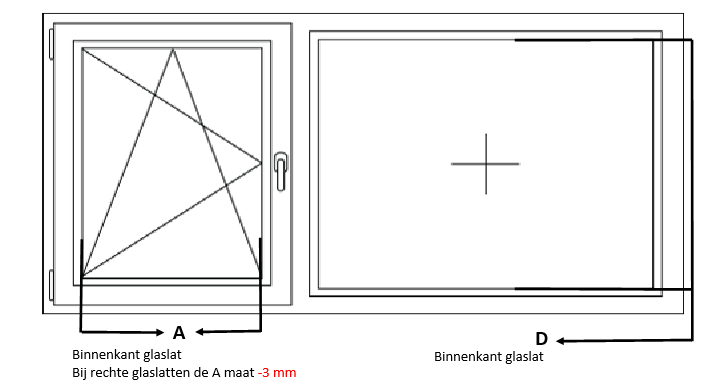 A
Binnenkant glaslat
Bij rechte glaslatten de A maat -3 mm
D
Binnenkant glaslat